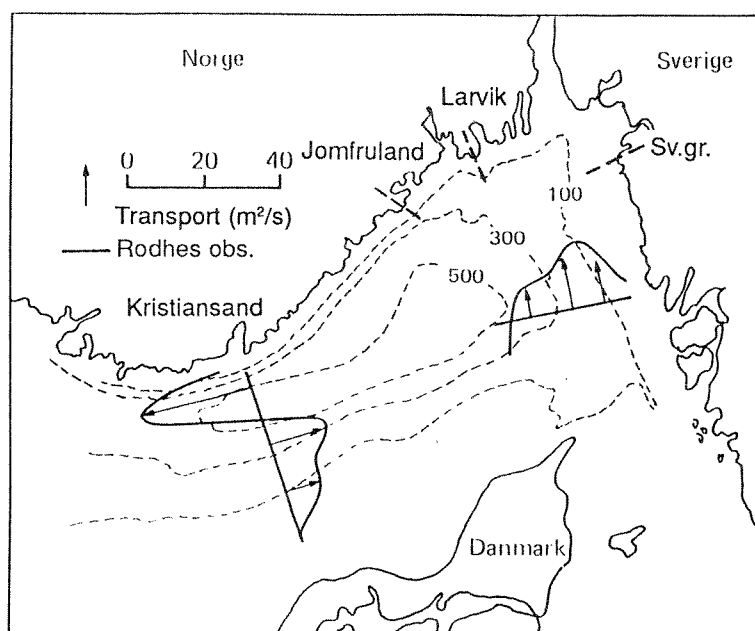 Norge
Sverige
Larvik
Jomfruland
Sv.gr.
0 20 40
100
Transport (m²/s)
300
Rodhes obs.
500
Kristiansand
Danmark